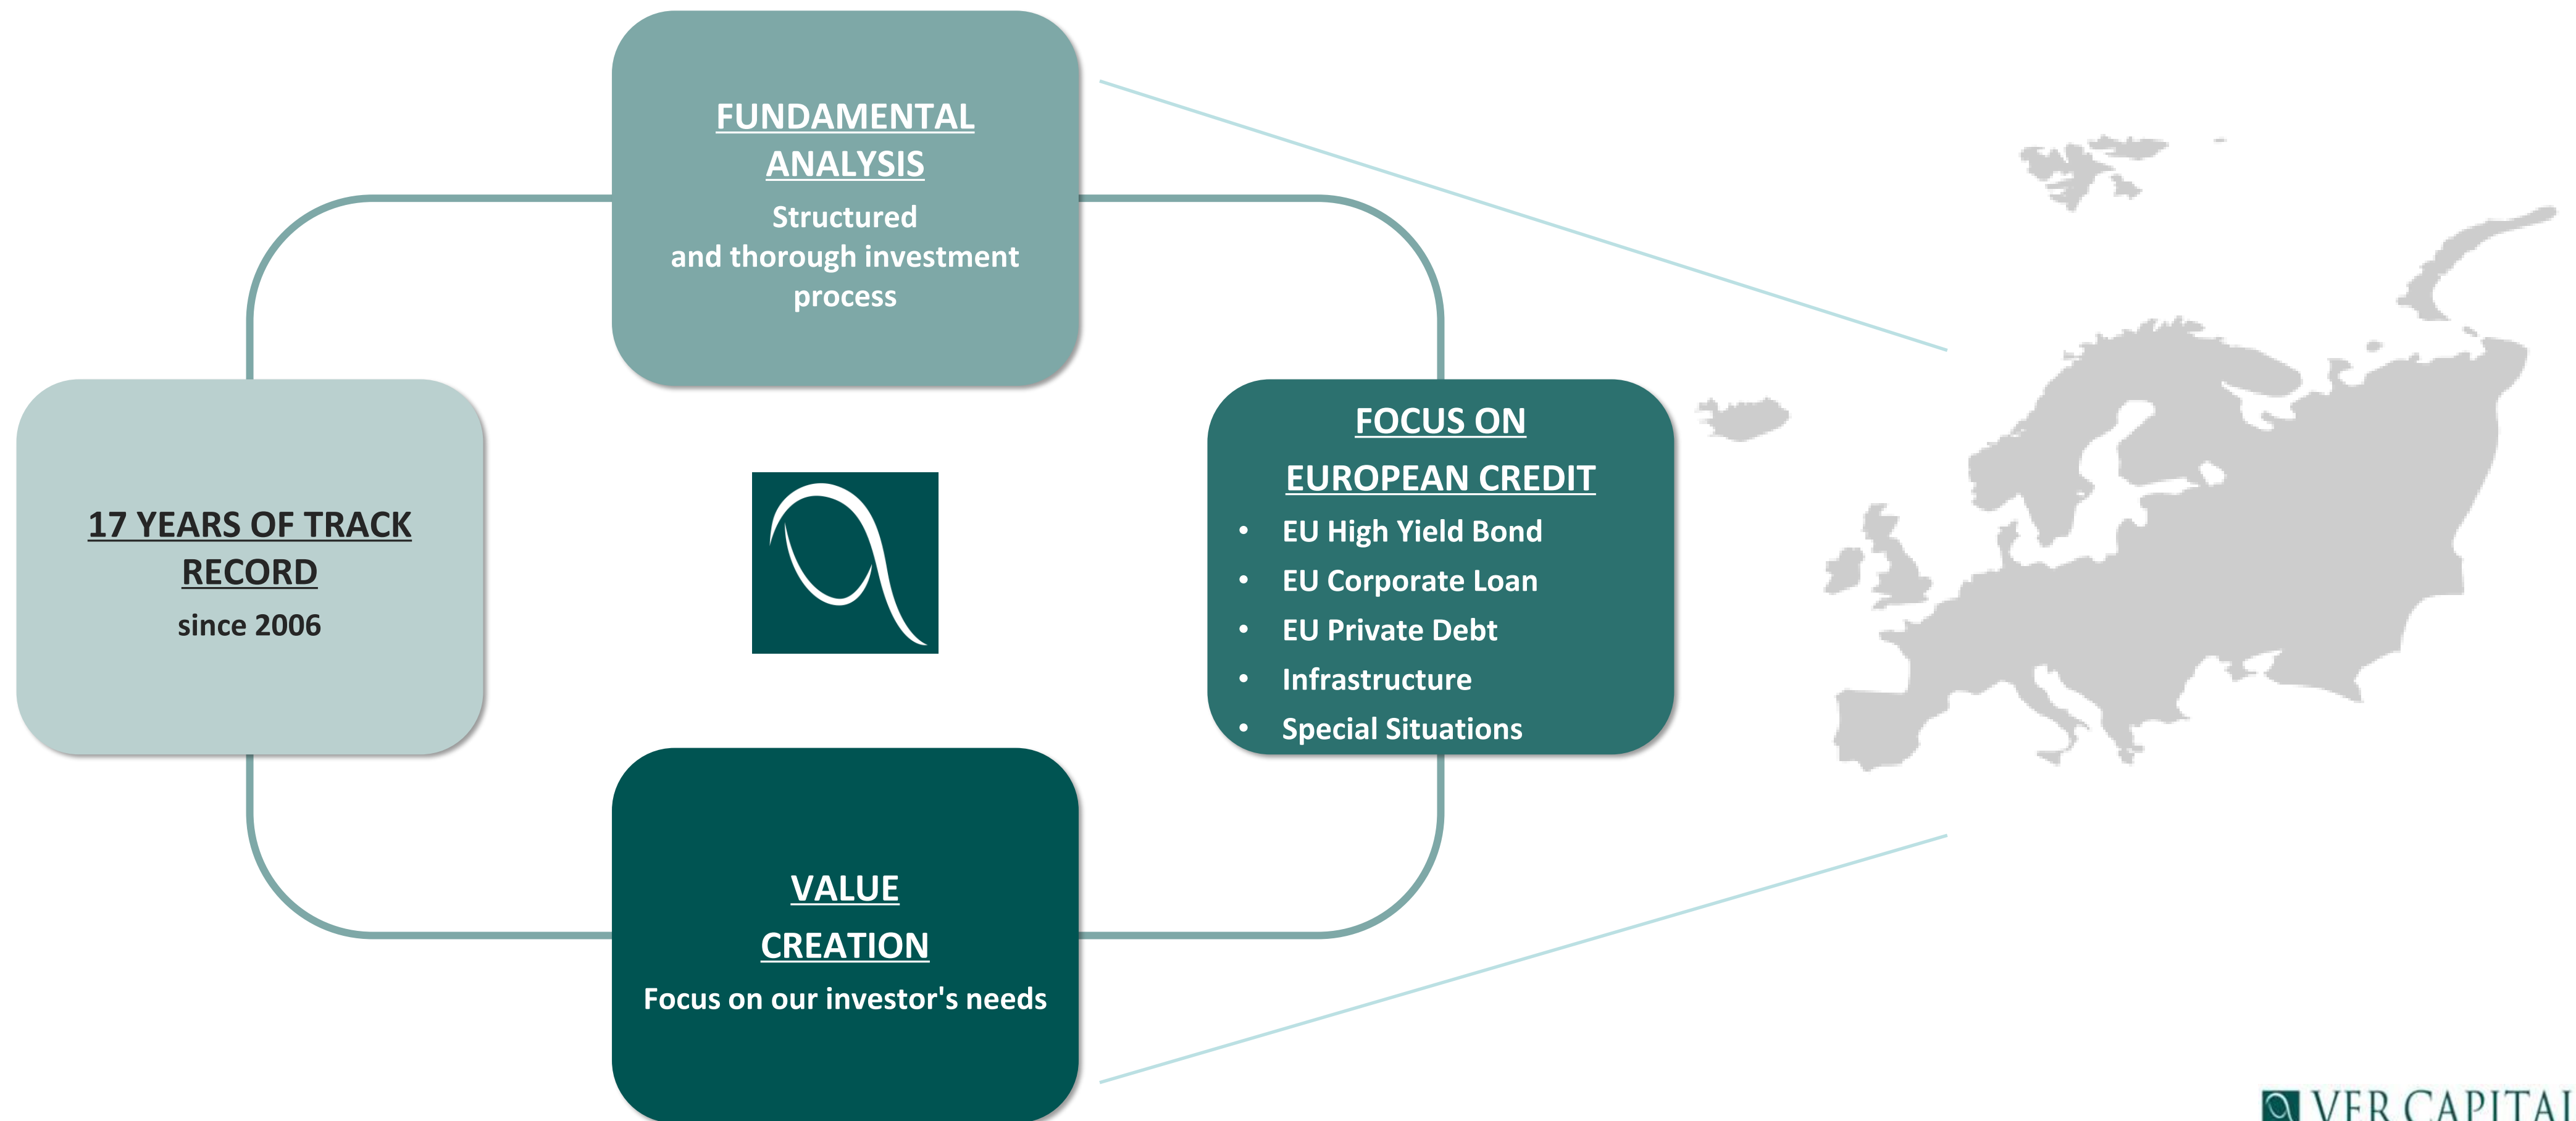 FUNDAMENTAL
ANALYSIS
Structured
and thorough investment
process
17 YEARS OF TRACK
RECORD
since 2006
FOCUS ON
EUROPEAN CREDIT
• EU High Yield Bond
• EU Corporate Loan
• EU Private Debt
• Infrastructure
• Special Situations
VALUE
CREATION
Focus on our investor's needs
VER CAPITAL